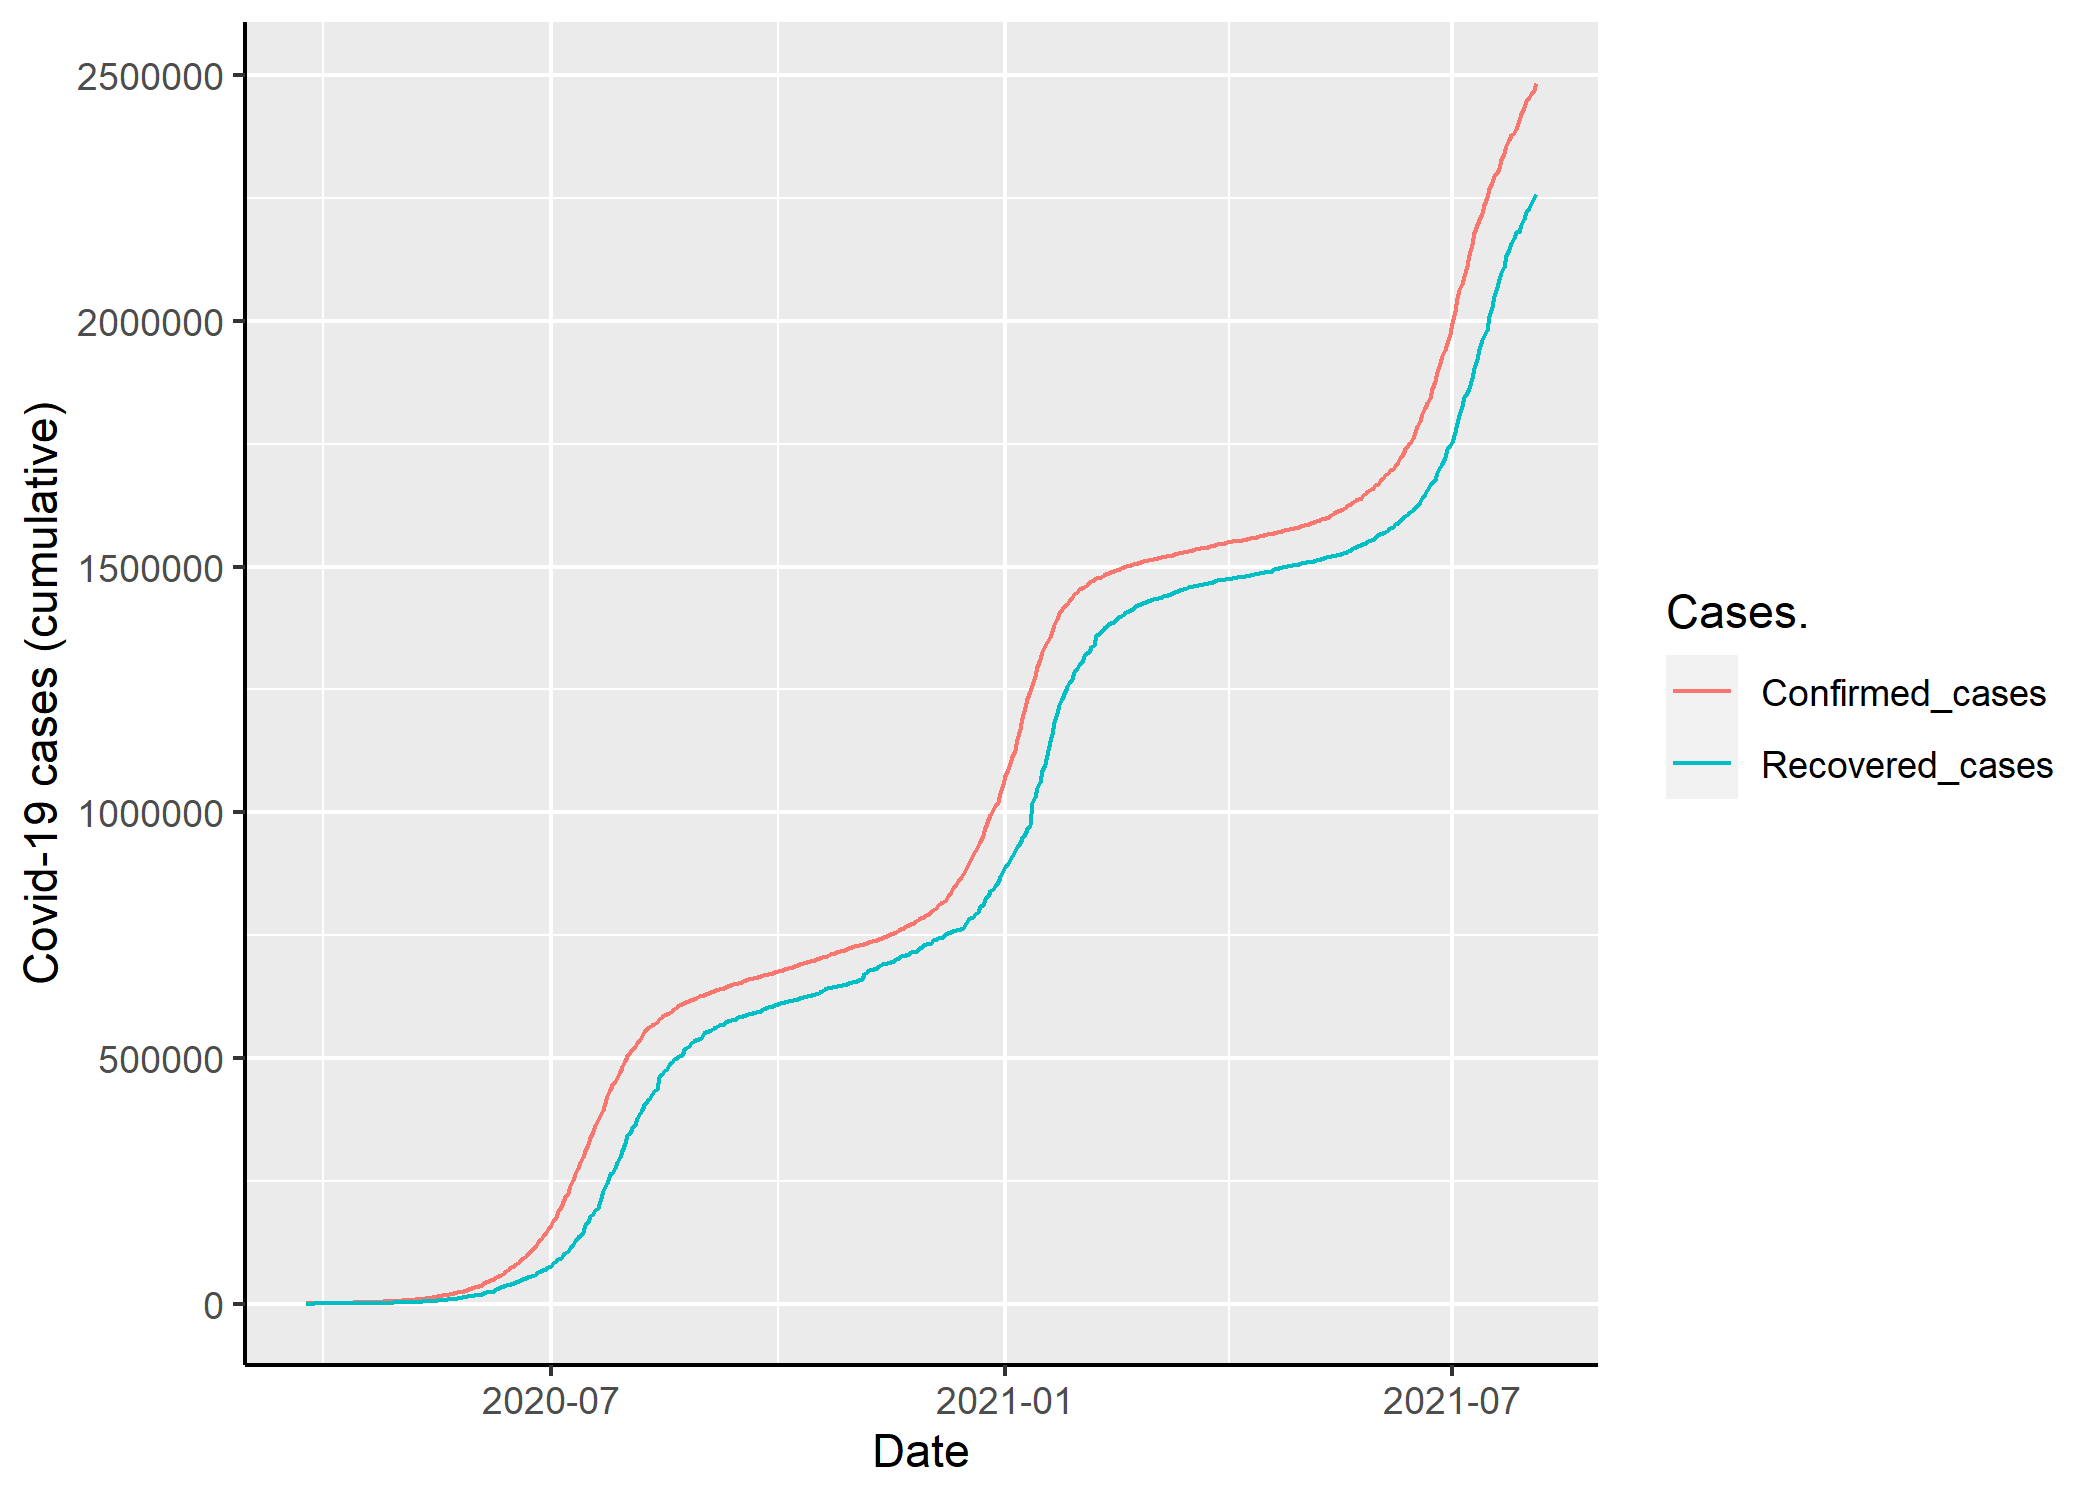 2500000
2000000
1500000
1000000
500000
0
Covid-19 cases (cumulative)
2020-07
2021-01
2021-07
Date
Cases.
Confirmed_cases
Recovered_cases